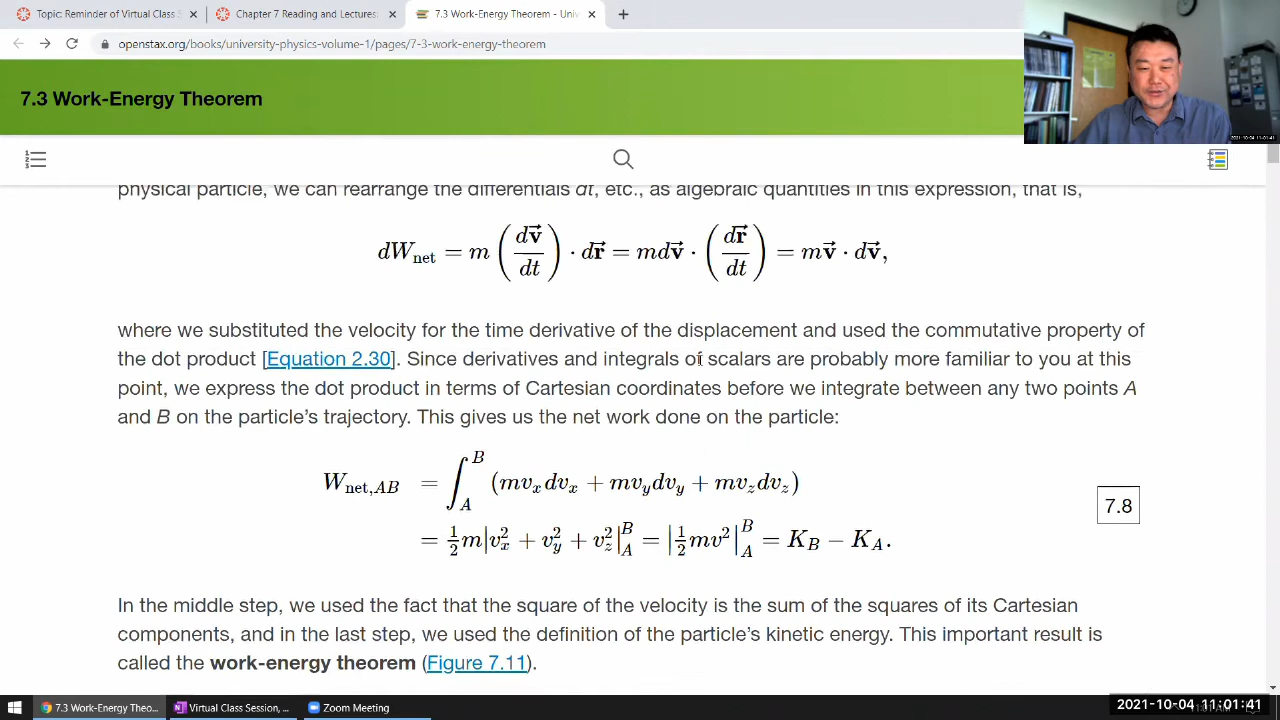 Topic: Reminder of Virtual Class S
Chapter 7 Reading and Lectures:
7.3 Work-Energy Theorem - Univ
openstax.org/books/university-physics-volume-1/pages/7-3-work-energy-theorem
7.3 Work-Energy Theorem
2021-10-04 11:01:41
physical particle, we can rearrange the differentials dt, etc., as algebraic quantities in this expression, that is,
dW_net = m (dv⃗/dt) · dr⃗ = mdv⃗ · (dr⃗/dt) = mv⃗ · dv⃗,
where we substituted the velocity for the time derivative of the displacement and used the commutative property of
the dot product [Equation 2.30]. Since derivatives and integrals of scalars are probably more familiar to you at this
point, we express the dot product in terms of Cartesian coordinates before we integrate between any two points A
and B on the particle’s trajectory. This gives us the net work done on the particle:
W_net,AB = ∫_A^B (mv_x dv_x + mv_y dv_y + mv_z dv_z)
7.8
= ½ m|v_x² + v_y² + v_z²|_A^B = |½ mv²|_A^B = K_B − K_A.
In the middle step, we used the fact that the square of the velocity is the sum of the squares of its Cartesian
components, and in the last step, we used the definition of the particle’s kinetic energy. This important result is
called the work-energy theorem (Figure 7.11).
7.3 Work-Energy Theo...
Virtual Class Session, ...
Zoom Meeting
2021-10-04 11:01:41